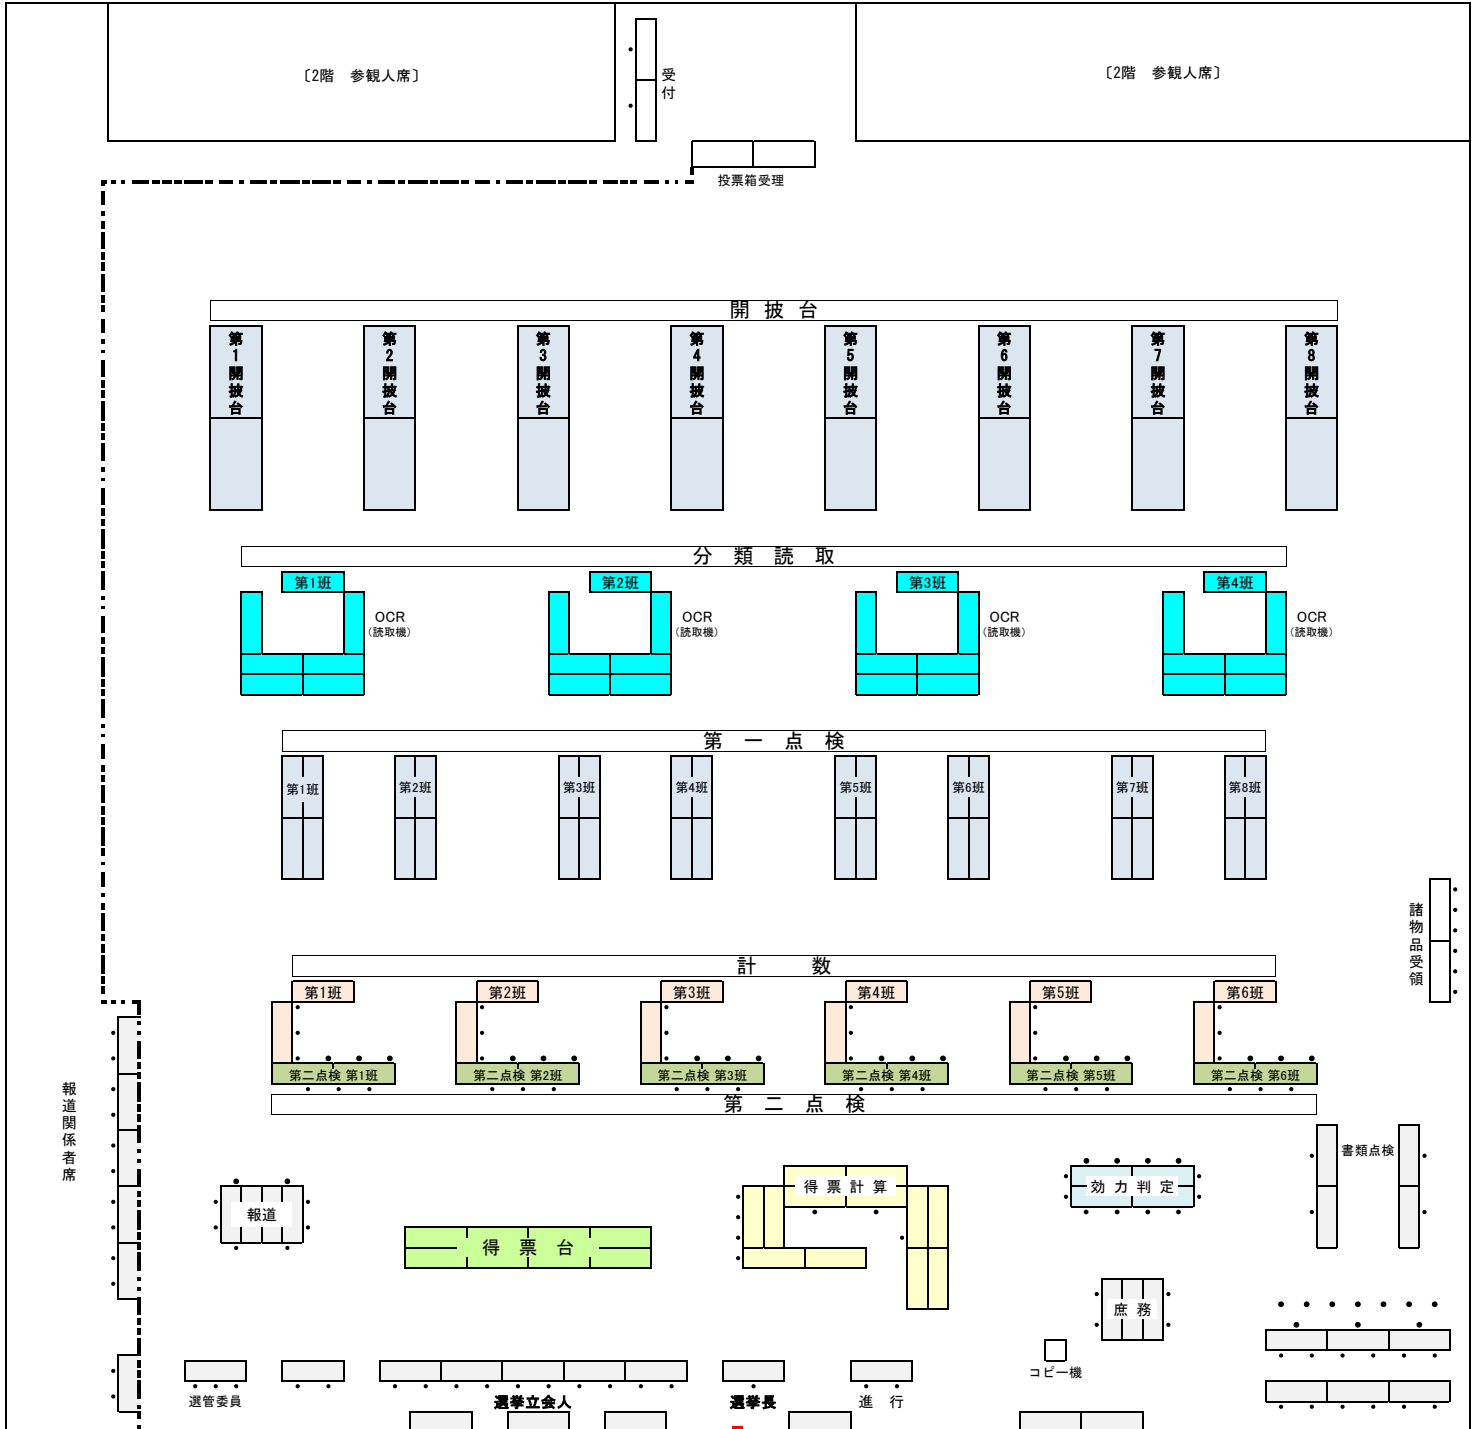 〔2階　参観人席〕
受付
〔2階　参観人席〕
投票箱受理
開披台
第1開披台
第2開披台
第3開披台
第4開披台
第5開披台
第6開披台
第7開披台
第8開披台
分類読取
第1班
第2班
第3班
第4班
OCR
(読取機)
OCR
(読取機)
OCR
(読取機)
OCR
(読取機)
第一点検
第1班
第2班
第3班
第4班
第5班
第6班
第7班
第8班
諸物品受領
計数
第1班
第2班
第3班
第4班
第5班
第6班
第二点検 第1班
第二点検 第2班
第二点検 第3班
第二点検 第4班
第二点検 第5班
第二点検 第6班
第二点検
報道関係者席
書類点検
報道
得票台
得票計算
効力判定
庶務
コピー機
選管委員
選挙立会人
選挙長
進行